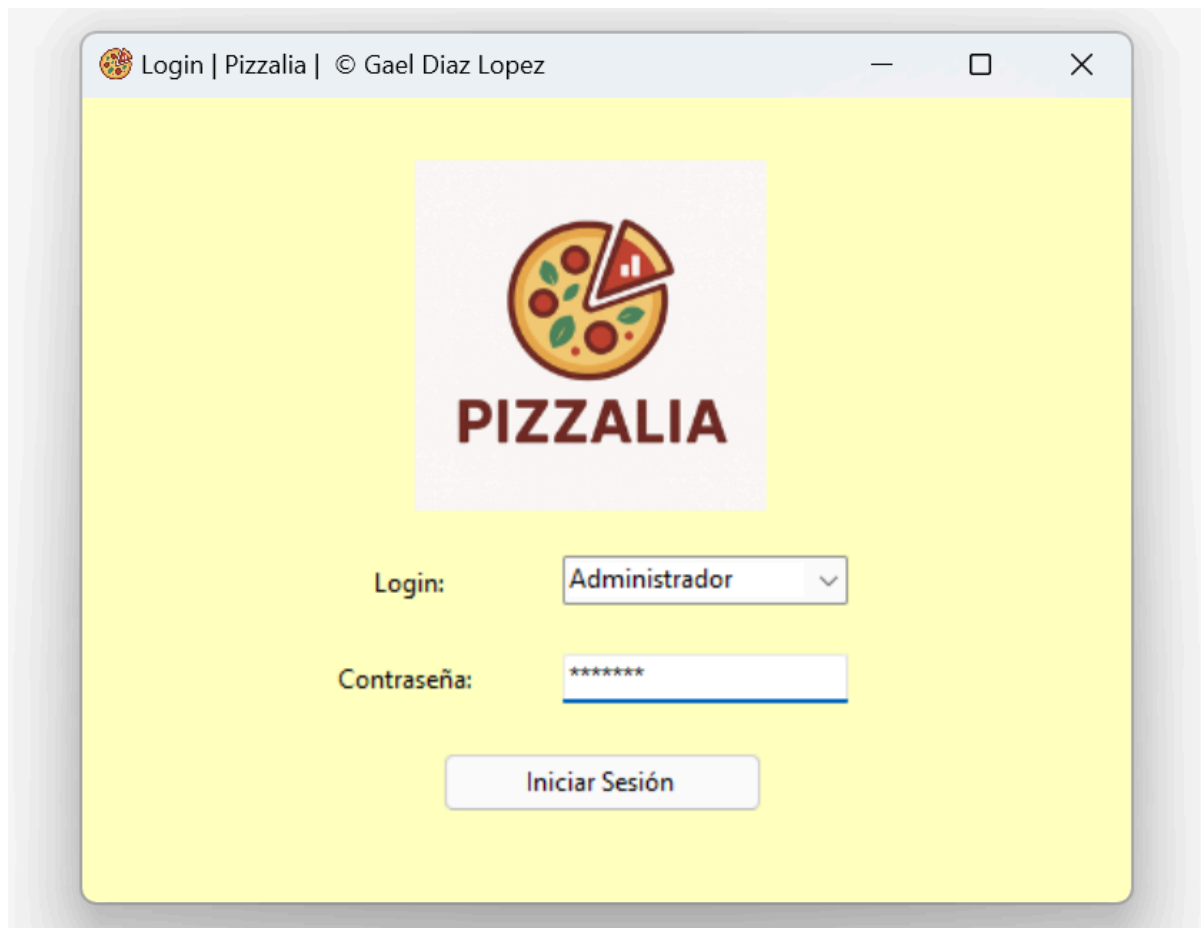 Login | Pizzalia | © Gael Diaz Lopez
PIZZALIA
Login: Administrador
Contraseña: *******
Iniciar Sesión